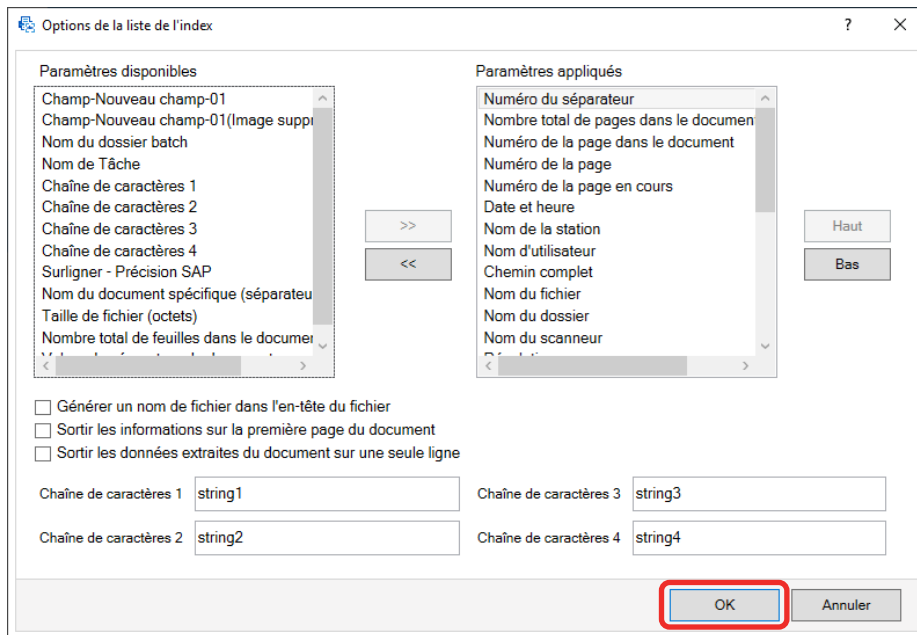 Options de la liste de l'index
Paramètres disponibles
Champ-Nouveau champ-01
Champ-Nouveau champ-01(Image suppr
Nom du dossier batch
Nom de Tâche
Chaîne de caractères 1
Chaîne de caractères 2
Chaîne de caractères 3
Chaîne de caractères 4
Surligner - Précision SAP
Nom du document spécifique (séparateu
Taille de fichier (octets)
Nombre total de feuilles dans le documen
>>
<<
Paramètres appliqués
Numéro du séparateur
Nombre total de pages dans le documen
Numéro de la page dans le document
Numéro de la page
Numéro de la page en cours
Date et heure
Nom de la station
Nom d'utilisateur
Chemin complet
Nom du fichier
Nom du dossier
Nom du scanneur
Haut
Bas
Générer un nom de fichier dans l'en-tête du fichier
Sortir les informations sur la première page du document
Sortir les données extraites du document sur une seule ligne
Chaîne de caractères 1 string1
Chaîne de caractères 3 string3
Chaîne de caractères 2 string2
Chaîne de caractères 4 string4
OK
Annuler